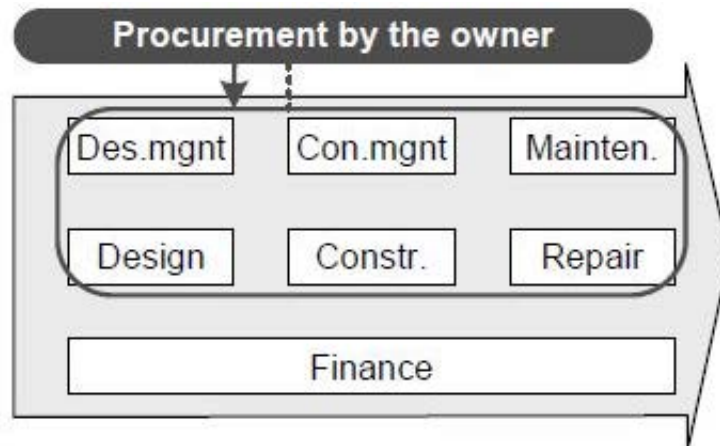 Procurement by the owner
Des.mgnt Con.mgnt Mainten.
Design Constr. Repair
Finance